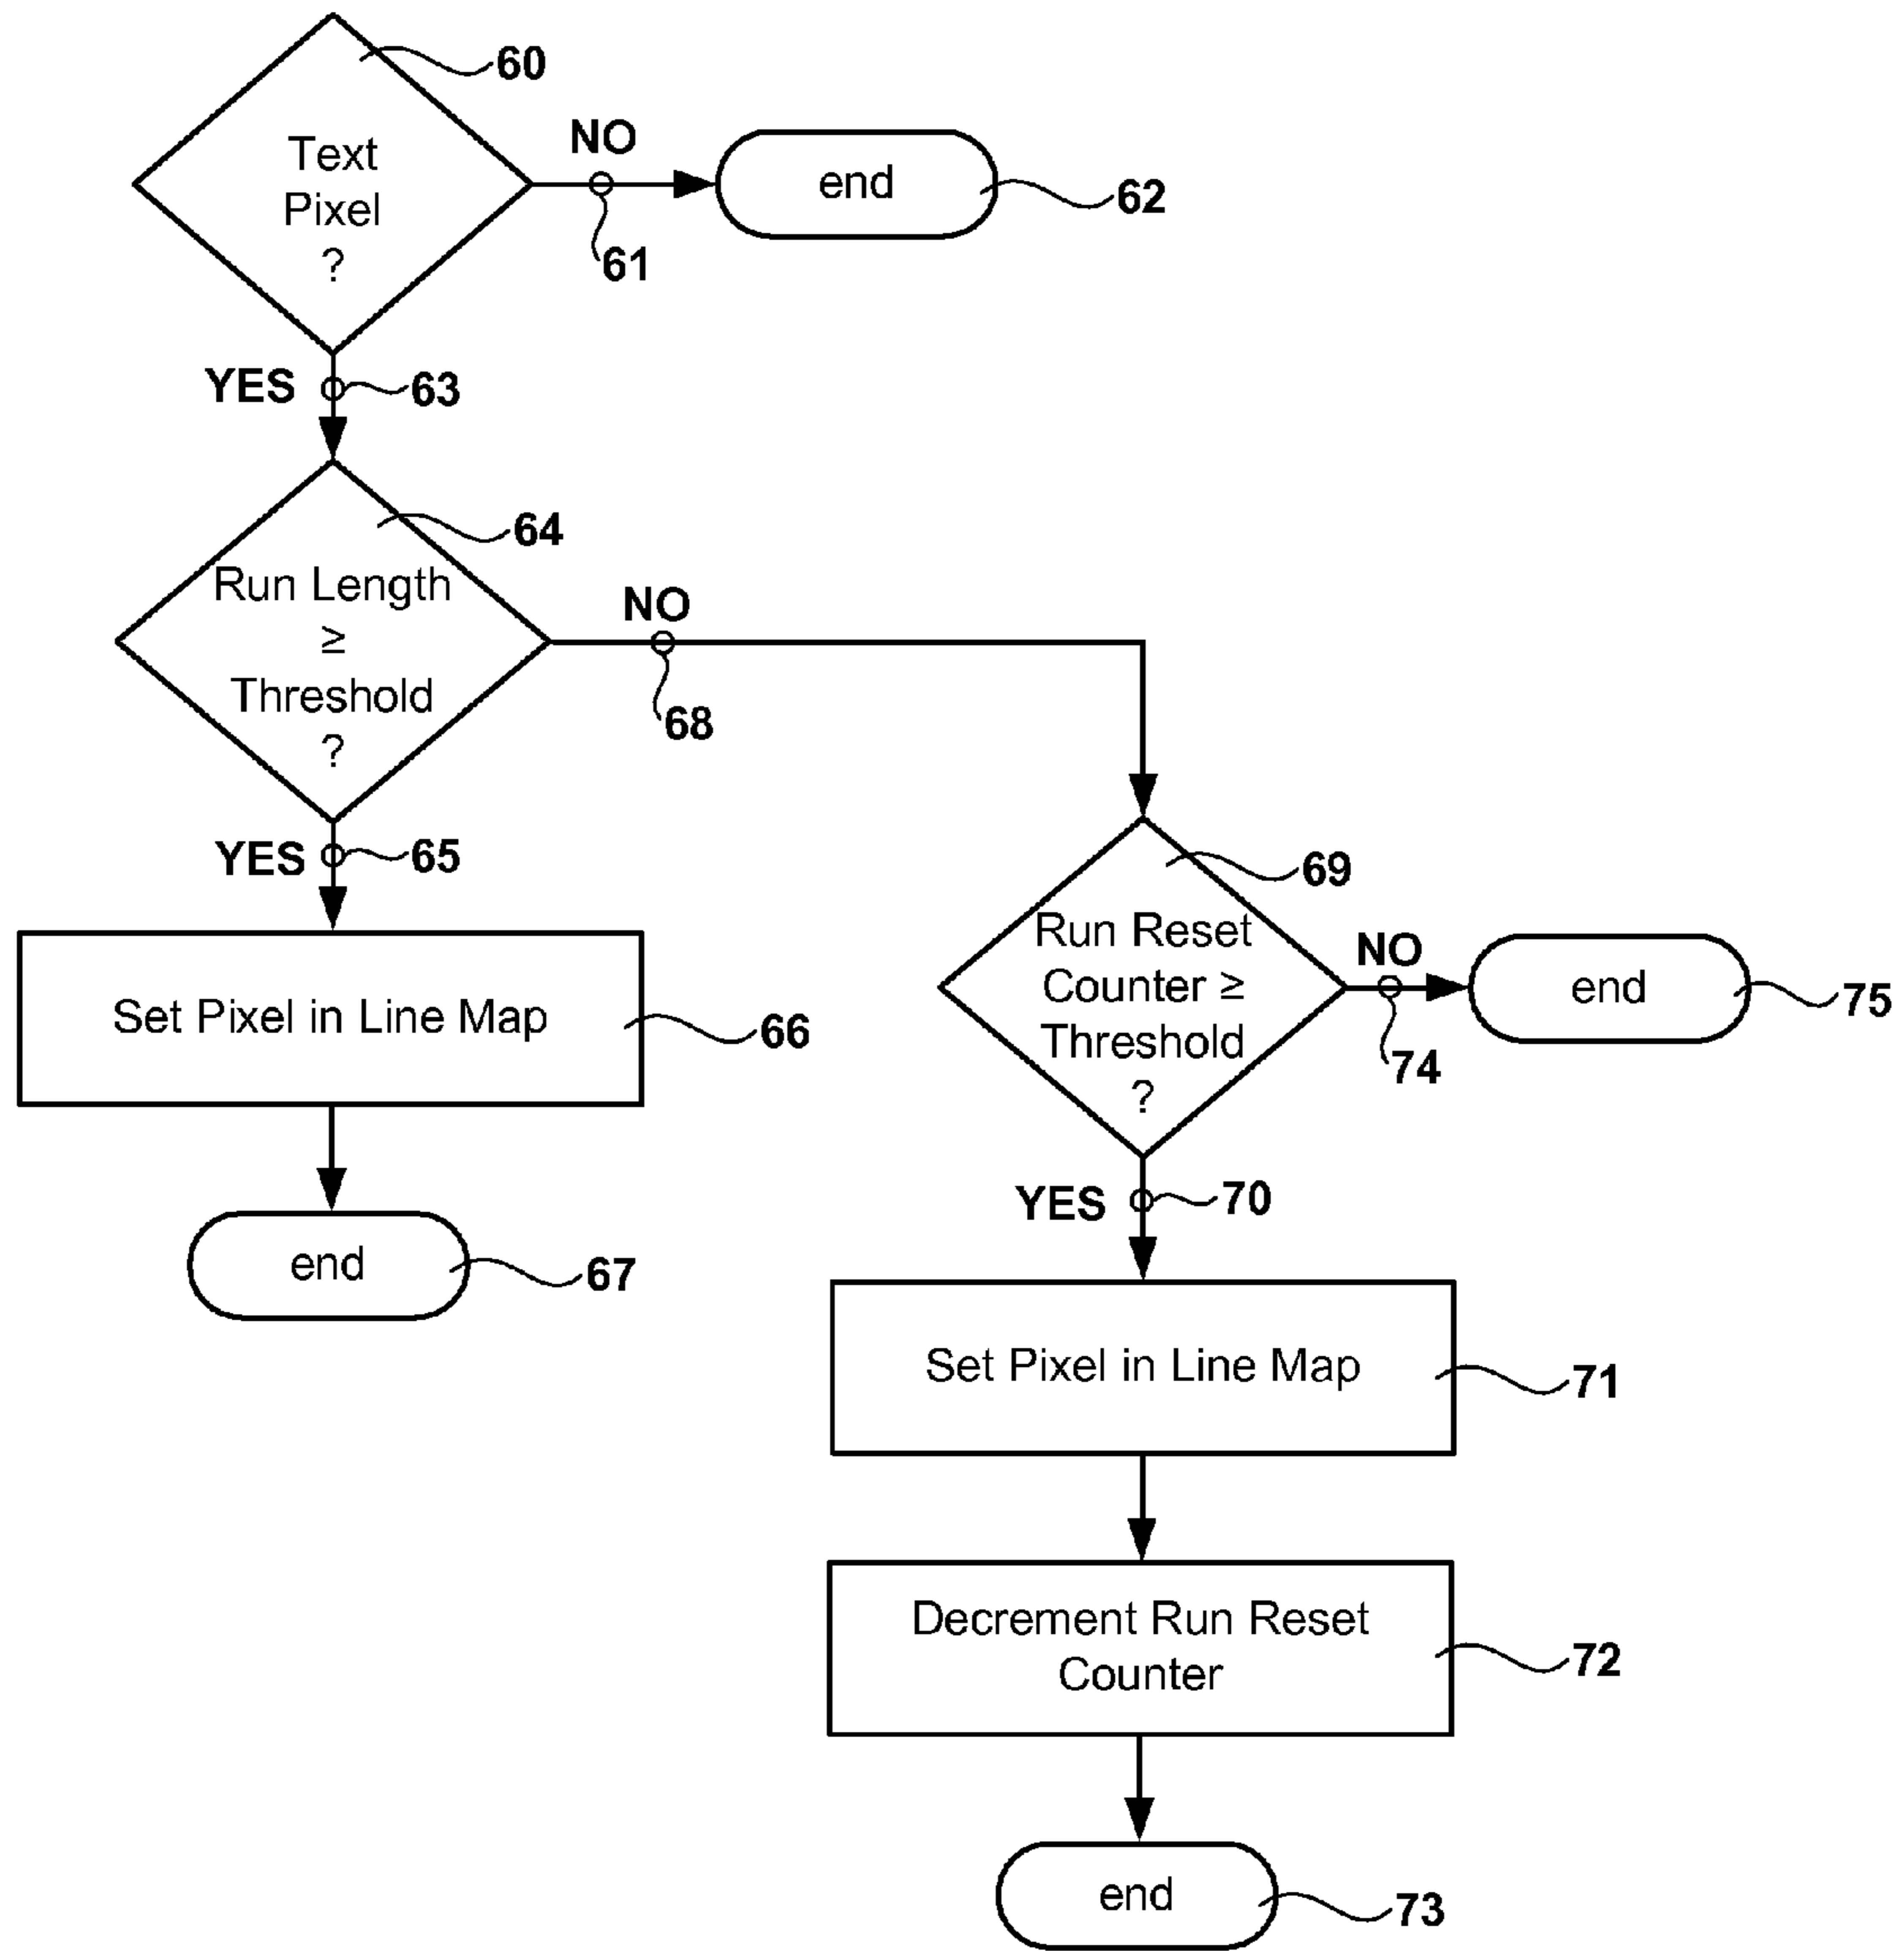 60
Text
Pixel
?
NO
61
end
62
YES
63
64
Run Length
≥
Threshold
?
NO
68
YES
65
Set Pixel in Line Map
66
end
67
69
Run Reset
Counter ≥
Threshold
?
NO
74
end
75
YES
70
Set Pixel in Line Map
71
Decrement Run Reset
Counter
72
end
73